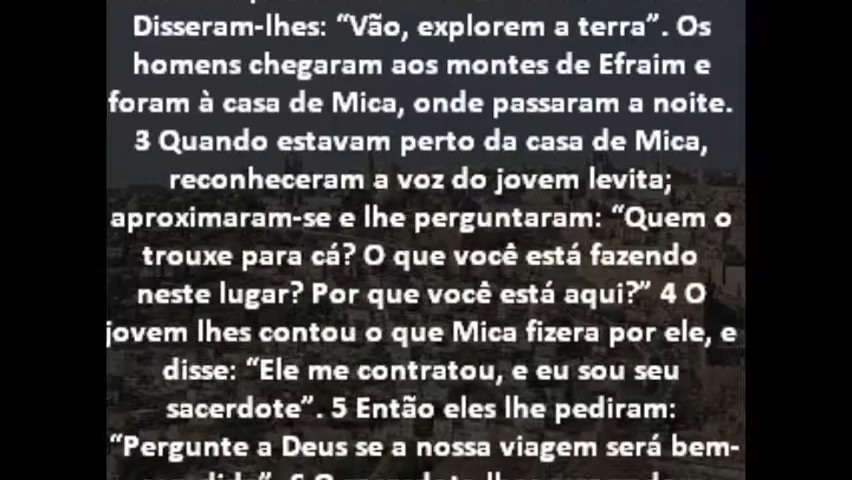 Disseram-lhes: “Vão, explorem a terra”. Os
homens chegaram aos montes de Efraim e
foram à casa de Mica, onde passaram a noite.
3 Quando estavam perto da casa de Mica,
reconheceram a voz do jovem levita;
aproximaram-se e lhe perguntaram: “Quem o
trouxe para cá? O que você está fazendo
neste lugar? Por que você está aqui?” 4 O
jovem lhes contou o que Mica fizera por ele, e
disse: “Ele me contratou, e eu sou seu
sacerdote”. 5 Então eles lhe pediram:
“Pergunte a Deus se a nossa viagem será bem-